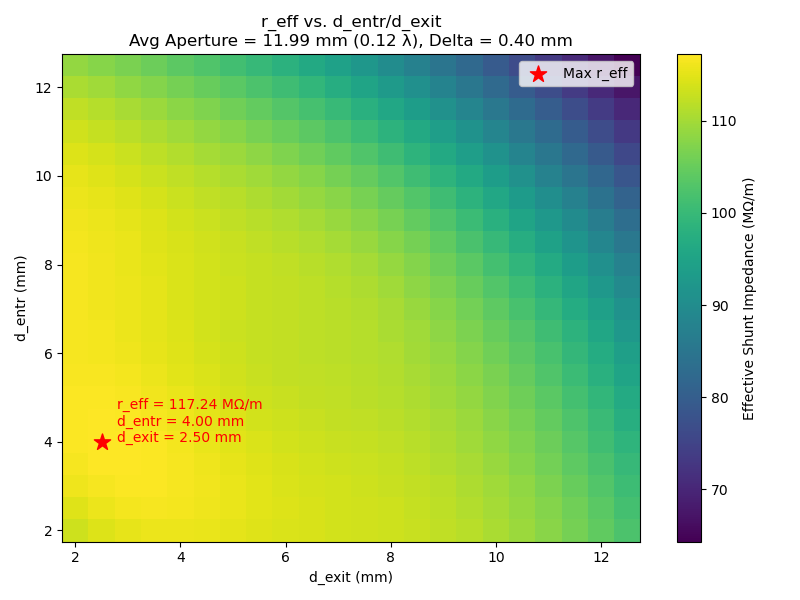 r_eff vs. d_entr/d_exit
Avg Aperture = 11.99 mm (0.12 λ), Delta = 0.40 mm
Max r_eff
12
10
8
6
4
2
d_entr (mm)
r_eff = 117.24 MΩ/m
d_entr = 4.00 mm
d_exit = 2.50 mm
2
4
6
8
10
12
d_exit (mm)
110
100
90
80
70
Effective Shunt Impedance (MΩ/m)